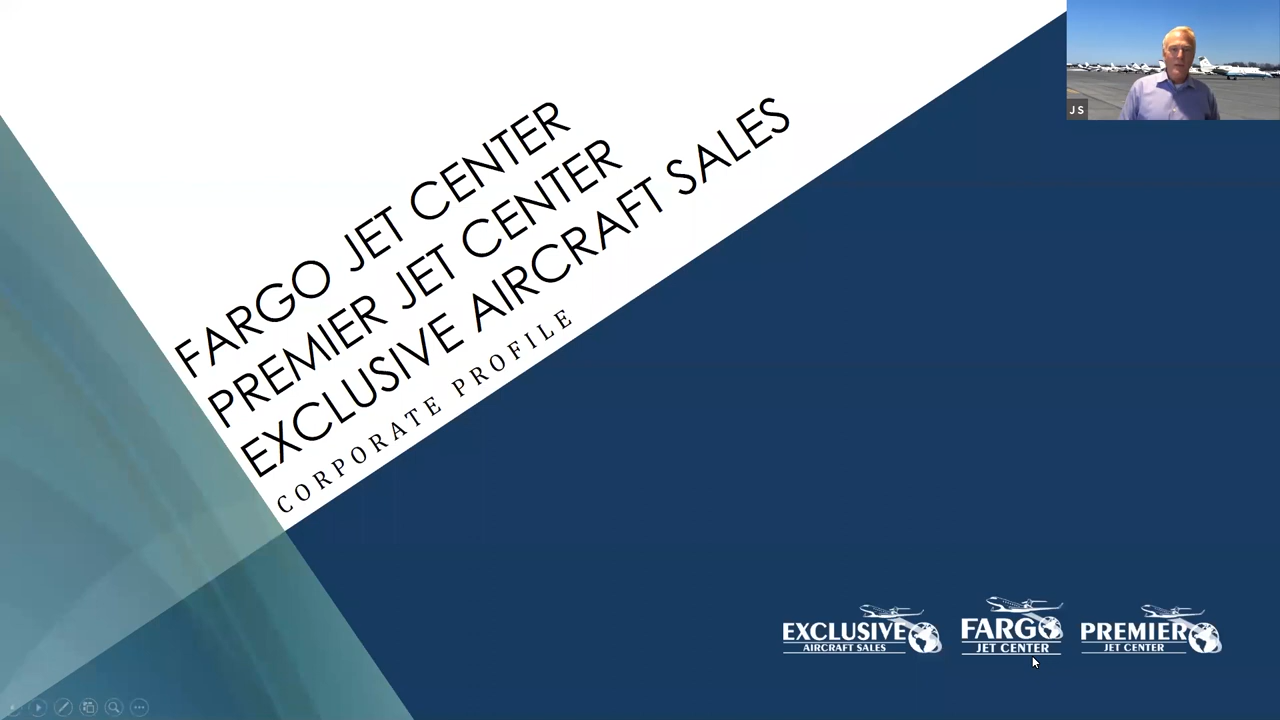 FARGO JET CENTER
PREMIER JET CENTER
EXCLUSIVE AIRCRAFT SALES
CORPORATE PROFILE
J S
EXCLUSIVE
AIRCRAFT SALES
FARGO
JET CENTER
PREMIER
JET CENTER